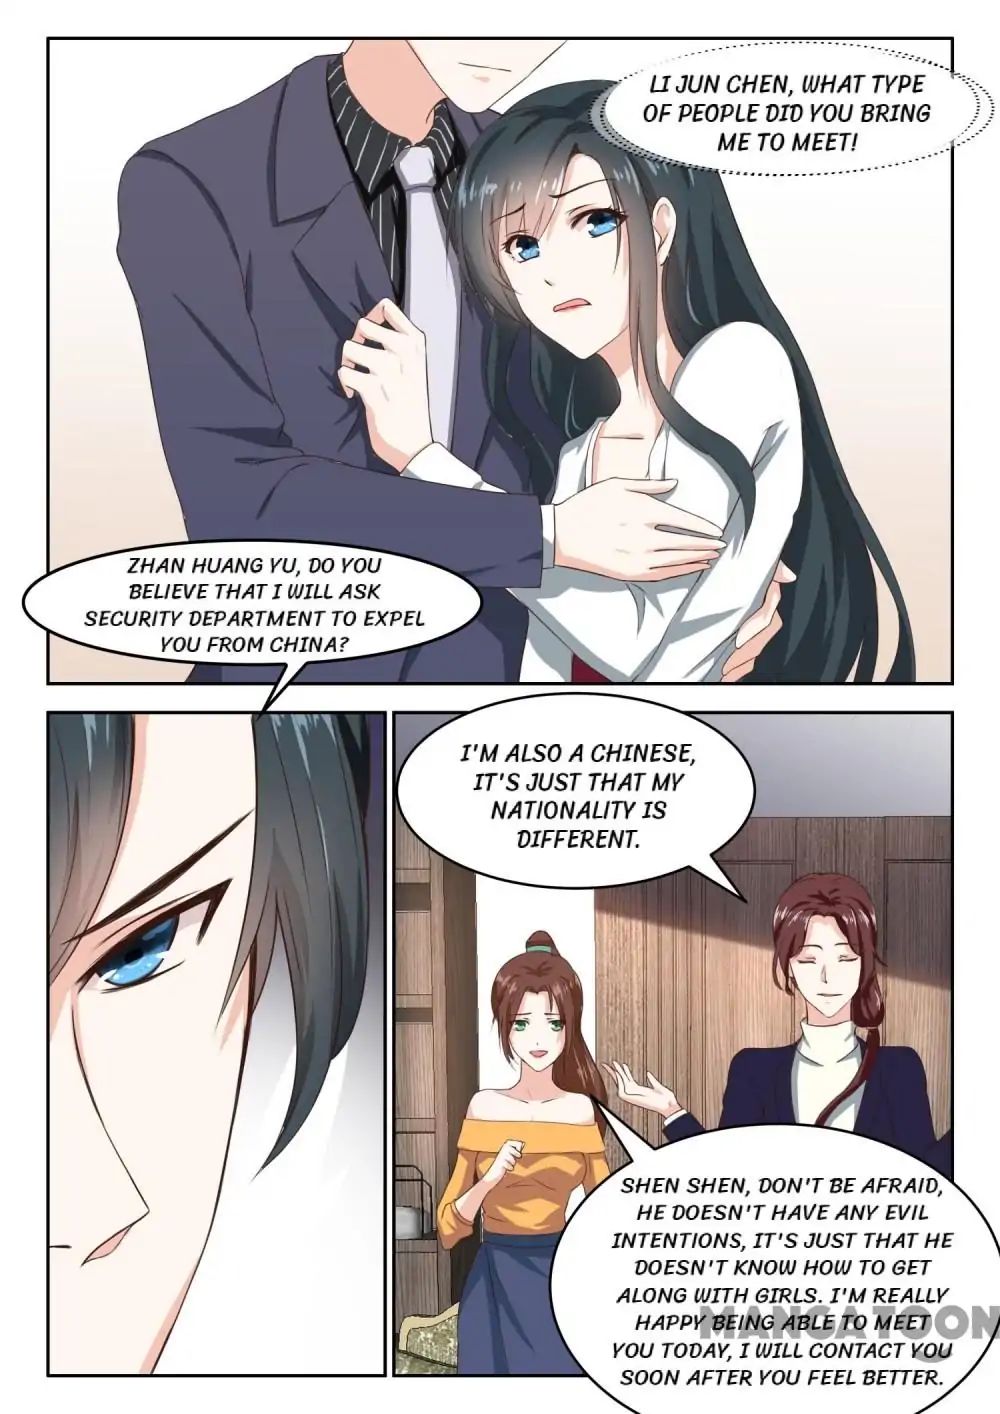 LI JUN CHEN, WHAT TYPE
OF PEOPLE DID YOU BRING
ME TO MEET!
ZHAN HUANG YU, DO YOU
BELIEVE THAT I WILL ASK
SECURITY DEPARTMENT TO EXPEL
YOU FROM CHINA?
I'M ALSO A CHINESE,
IT'S JUST THAT MY
NATIONALITY IS
DIFFERENT.
SHEN SHEN, DON'T BE AFRAID,
HE DOESN'T HAVE ANY EVIL
INTENTIONS, IT'S JUST THAT HE
DOESN'T KNOW HOW TO GET
ALONG WITH GIRLS. I'M REALLY
HAPPY BEING ABLE TO MEET
YOU TODAY, I WILL CONTACT YOU
SOON AFTER YOU FEEL BETTER.
MANGATOON